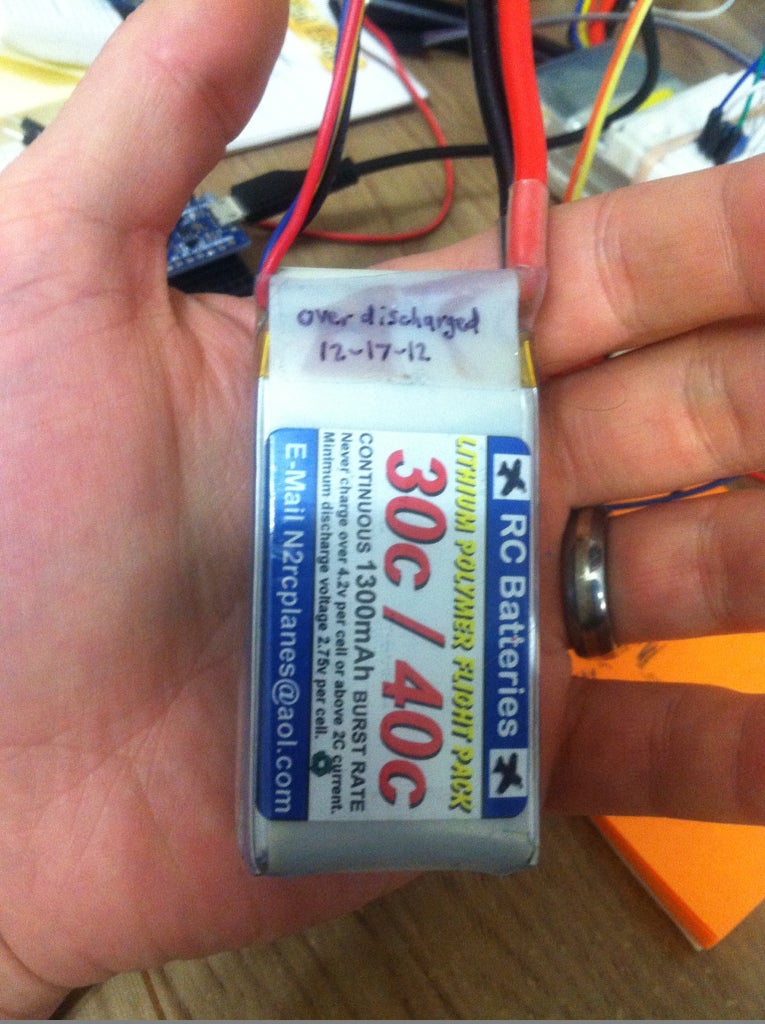 over discharged
12-17-12
RC Batteries
LITHIUM POLYMER FLIGHT PACK
30c / 40c
CONTINUOUS 1300mAh BURST RATE
Never charge over 4.2v per cell or above 2C current.
Minimum discharge voltage 2.75v per cell.
E-Mail N2rcplanes@aol.com